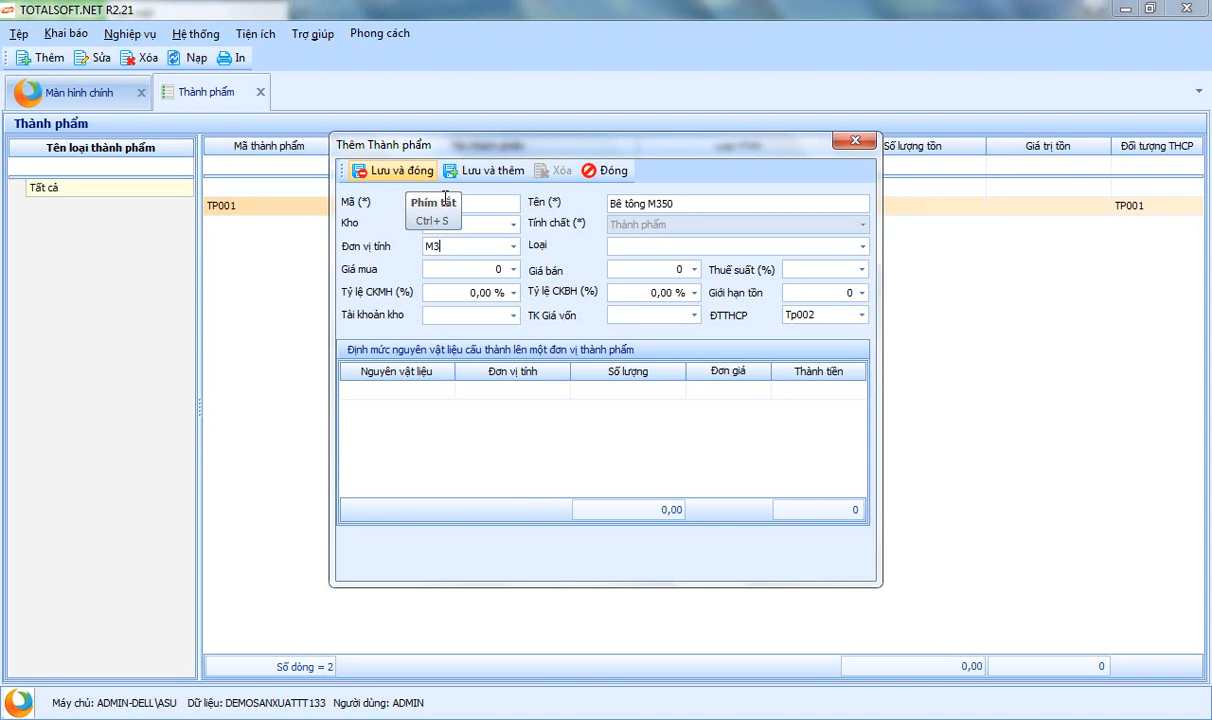 TOTALSOFT.NET R2.21
Tệp Khai báo Nghiệp vụ Hệ thống Tiện ích Trợ giúp Phong cách
Thêm Sửa Xóa Nạp In
Màn hình chính Thành phẩm
Thành phẩm
Tên loại thành phẩm Mã thành phẩm Số lượng tồn Giá trị tồn Đối tượng THCP
Tất cả
TP001 TP001
Thêm Thành phẩm
Lưu và đóng Lưu và thêm Xóa Đóng
Mã (*) Tên (*) Bê tông M350
Phím tắt
Ctrl+S
Kho Tính chất (*) Thành phẩm
Đơn vị tính M3 Loại
Giá mua 0 Giá bán 0 Thuế suất (%)
Tỷ lệ CKMH (%) 0,00 % Tỷ lệ CKBH (%) 0,00 % Giới hạn tồn 0
Tài khoản kho TK Giá vốn ĐTTHCP Tp002
Định mức nguyên vật liệu cấu thành lên một đơn vị thành phẩm
Nguyên vật liệu Đơn vị tính Số lượng Đơn giá Thành tiền
0,00 0
Số dòng = 2 0,00 0
Máy chủ: ADMIN-DELL\ASU Dữ liệu: DEMOSANXUATTT133 Người dùng: ADMIN